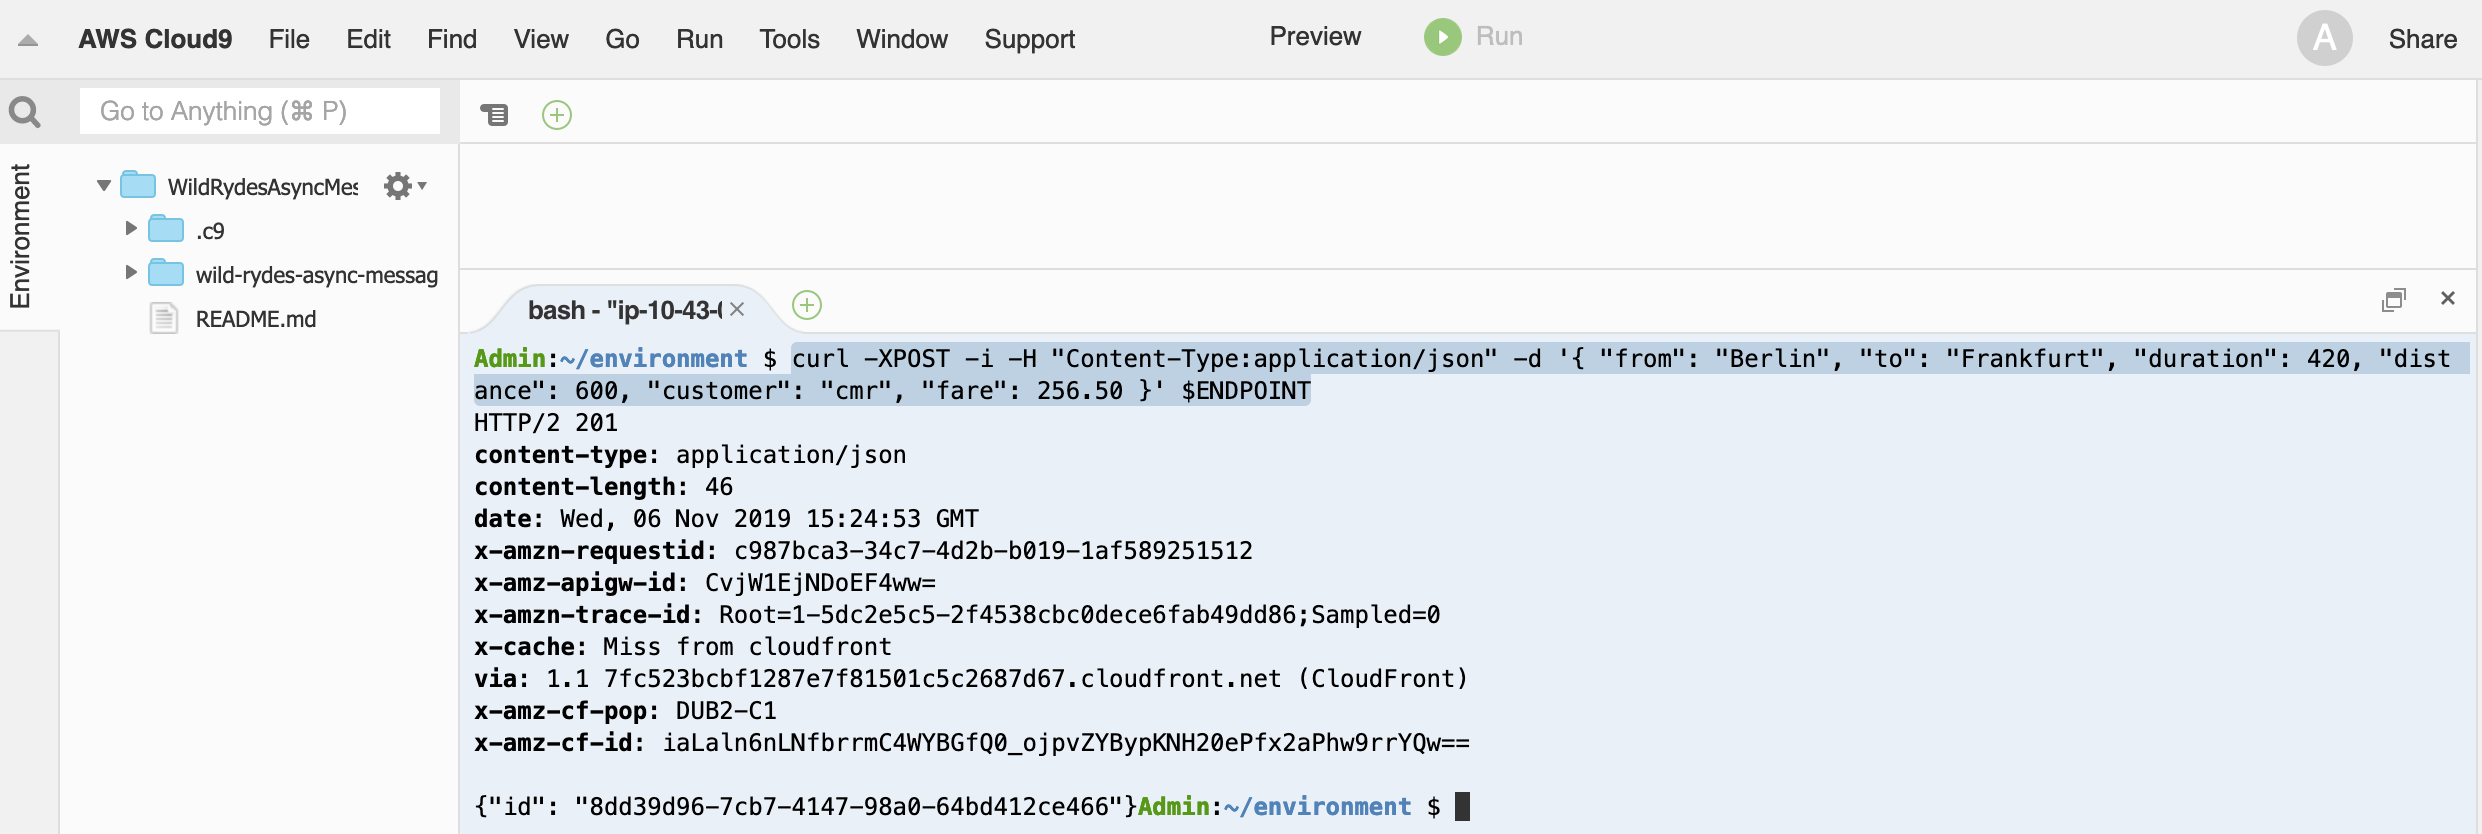 AWS Cloud9 File Edit Find View Go Run Tools Window Support Preview Run A Share
Go to Anything (⌘ P)
Environment
WildRydesAsyncMes
.c9
wild-rydes-async-messag
README.md
bash - "ip-10-43-0
Admin:~/environment $ curl -XPOST -i -H "Content-Type:application/json" -d '{ "from": "Berlin", "to": "Frankfurt", "duration": 420, "dist
ance": 600, "customer": "cmr", "fare": 256.50 }' $ENDPOINT
HTTP/2 201
content-type: application/json
content-length: 46
date: Wed, 06 Nov 2019 15:24:53 GMT
x-amzn-requestid: c987bca3-34c7-4d2b-b019-1af589251512
x-amz-apigw-id: CvjW1EjNDoEF4ww=
x-amzn-trace-id: Root=1-5dc2e5c5-2f4538cbc0dece6fab49dd86;Sampled=0
x-cache: Miss from cloudfront
via: 1.1 7fc523bcbf1287e7f81501c5c2687d67.cloudfront.net (CloudFront)
x-amz-cf-pop: DUB2-C1
x-amz-cf-id: iaLaln6nLNfbrrmC4WYBGfQ0_ojpvZYBypKNH20ePfx2aPhw9rrYQw==
{"id": "8dd39d96-7cb7-4147-98a0-64bd412ce466"}Admin:~/environment $